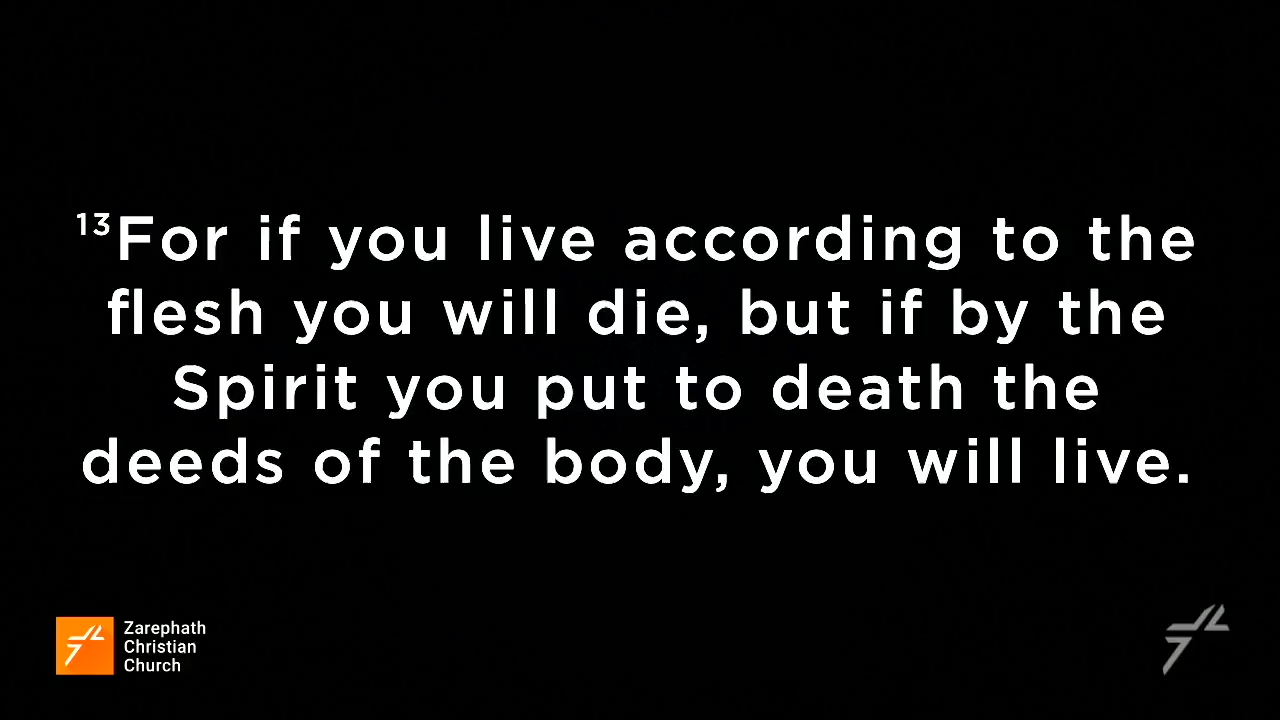 ¹³For if you live according to the
flesh you will die, but if by the
Spirit you put to death the
deeds of the body, you will live.
Zarephath
Christian
Church